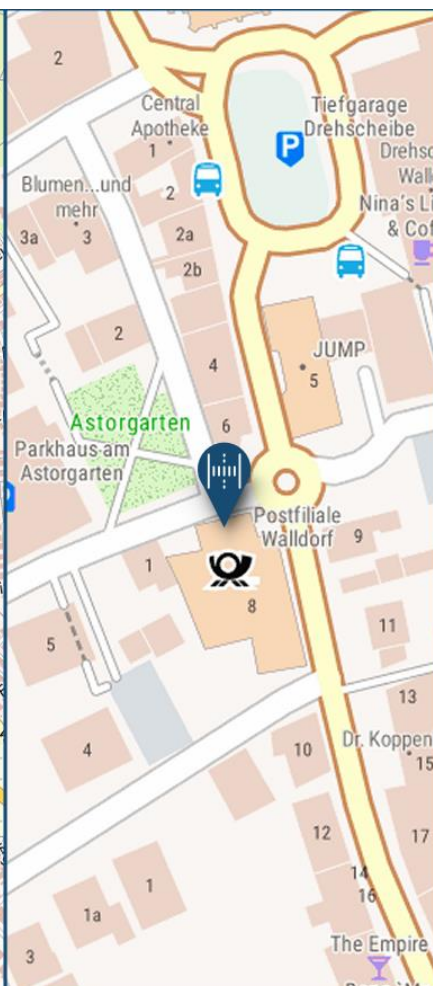 2
Central
Apotheke
1
Tiefgarage
Drehscheibe
P
Blumen...und
mehr
2
3a
3
2a
2b
Nina's Li
& Cof
2
4
JUMP
5
Astorgarten
6
Parkhaus am
Astorgarten
Postfiliale
Walldorf
9
1
8
5
11
13
4
10
Dr. Koppen
15
12
17
14
16
1
1a
3
The Empire